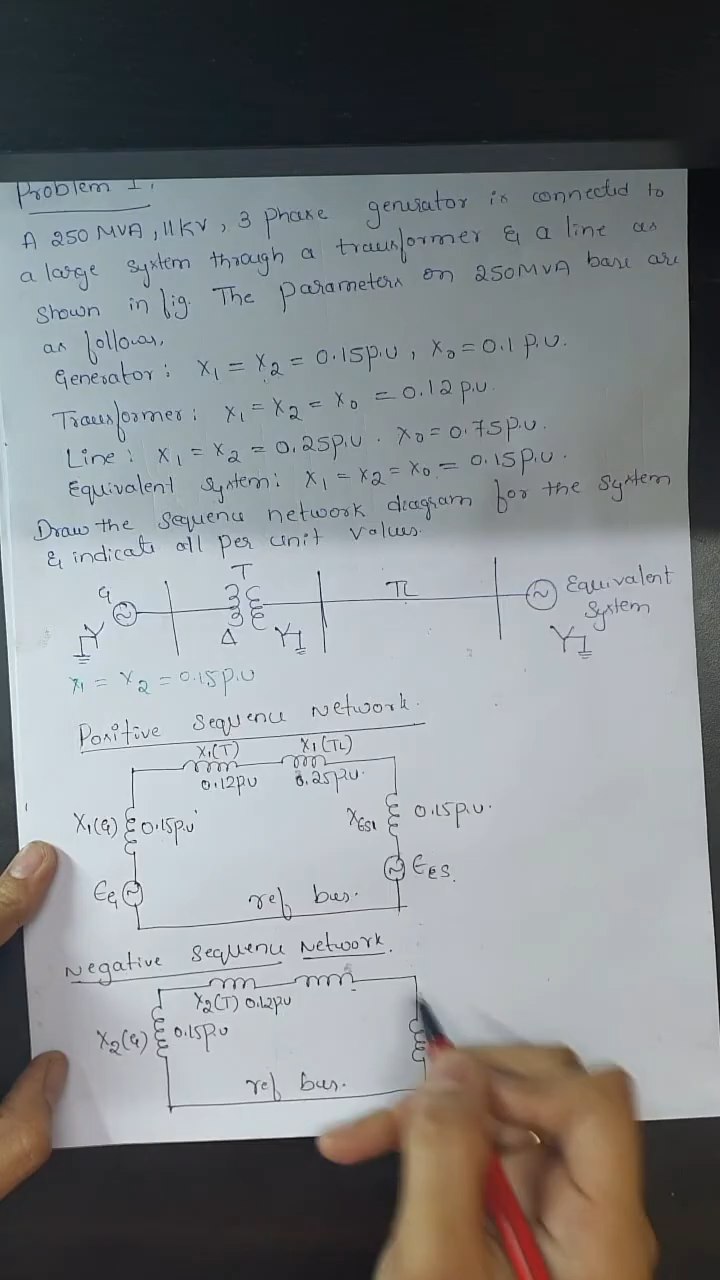 Problem 1.
A 250 MVA, 11KV, 3 phase generator is connected to
a large system through a transformer & a line as
shown in fig. The parameters on 250MVA base are
as follows,
Generator: X1 = X2 = 0.15p.u, X0 = 0.1 p.u.
Transformer: X1 = X2 = X0 = 0.12 p.u.
Line: X1 = X2 = 0.25p.u. X0 = 0.75p.u.
Equivalent system: X1 = X2 = X0 = 0.15p.u.
Draw the sequence network diagram for the system
& indicate all per unit values.
G T TL Equivalent
System
Δ
X1 = X2 = 0.15p.u
Positive Sequence Network.
X1(T) X1(TL)
0.12pu 0.25p.u.
X1(G) 0.15p.u XES1 0.15p.u.
EG EES.
ref bus.
Negative Sequence Network.
X2(T) 0.12pu
X2(G) 0.15p.u
ref bus.